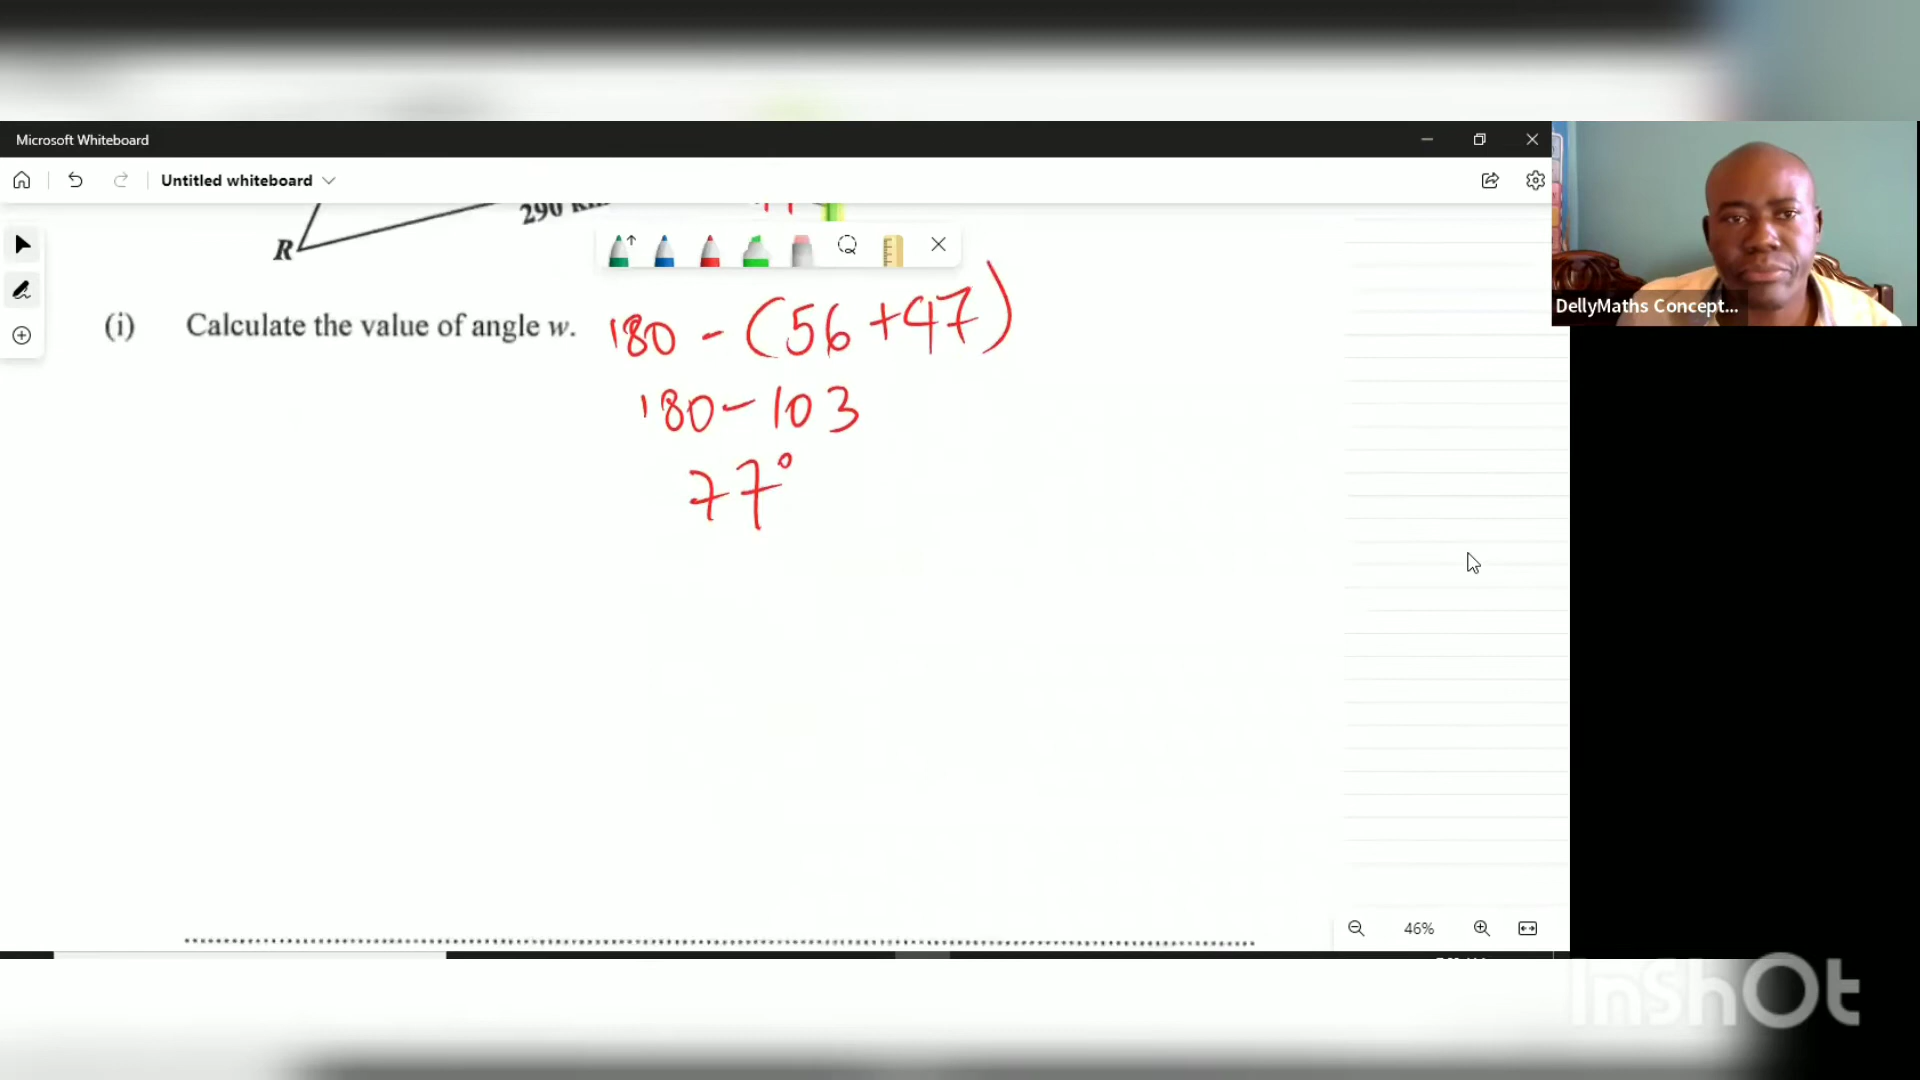 Microsoft Whiteboard
Untitled whiteboard
R
290
(i) Calculate the value of angle w. 180 - (56 + 47)
180 - 103
77°
DellyMaths Concept...
46%
InShOt